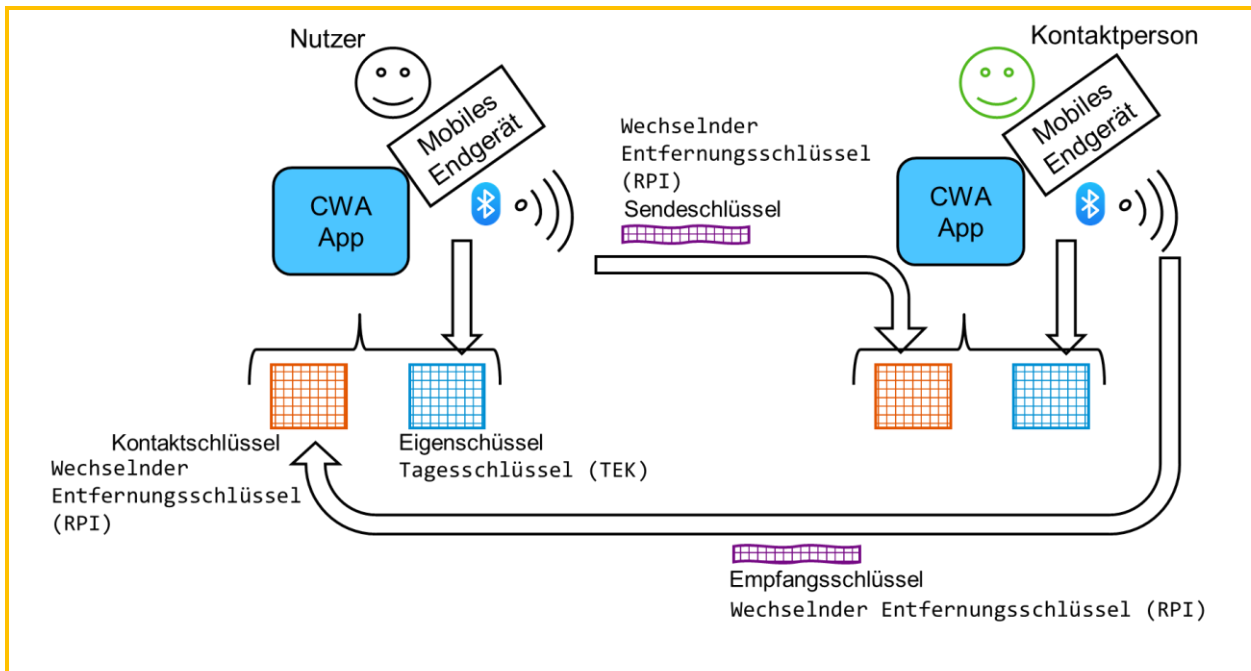 Nutzer
Mobiles
Endgerät
CWA
App
Wechselnder
Entfernungsschlüssel
(RPI)
Sendeschlüssel
Kontaktperson
Mobiles
Endgerät
CWA
App
Kontaktschlüssel
Wechselnder
Entfernungsschlüssel
(RPI)
Eigenschüssel
Tagesschlüssel (TEK)
Empfangsschlüssel
Wechselnder Entfernungsschlüssel (RPI)